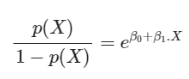 p(X) / (1 − p(X)) = e^{β₀+β₁.X}